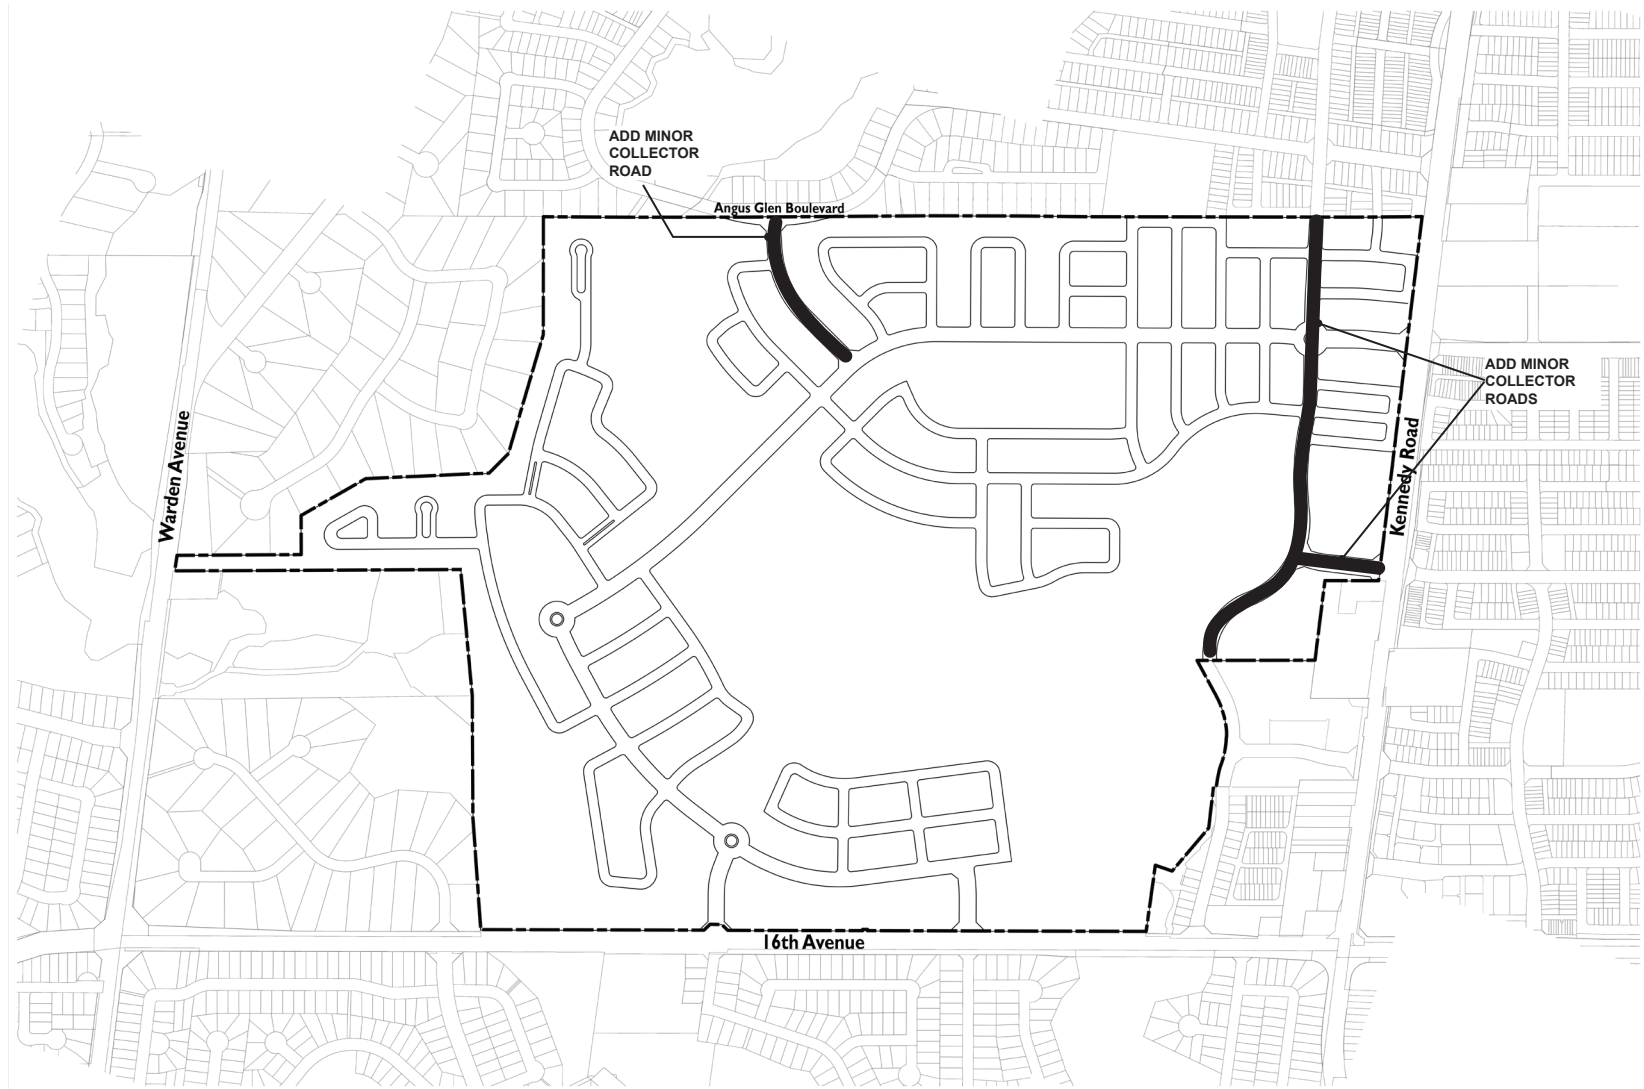 ADD MINOR
COLLECTOR
ROAD
Angus Glen Boulevard
ADD MINOR
COLLECTOR
ROADS
Warden Avenue
Kennedy Road
16th Avenue